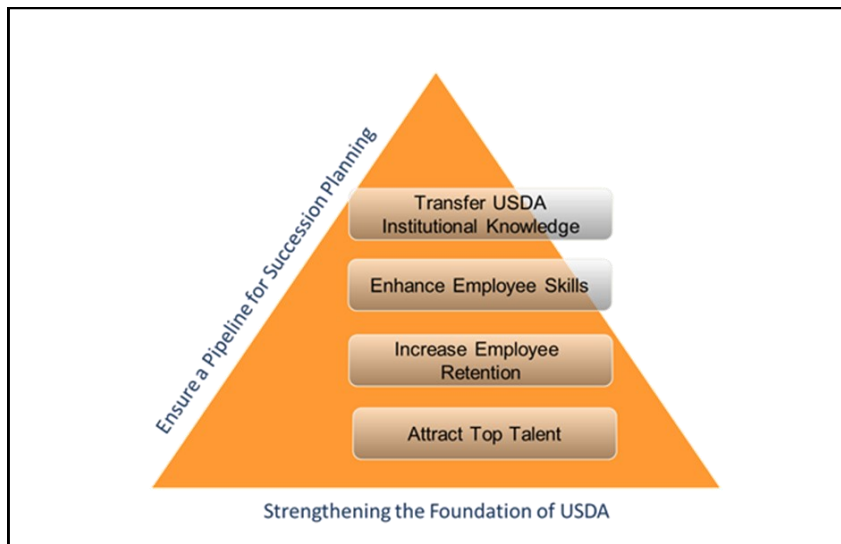 Ensure a Pipeline for Succession Planning
Transfer USDA
Institutional Knowledge
Enhance Employee Skills
Increase Employee
Retention
Attract Top Talent
Strengthening the Foundation of USDA